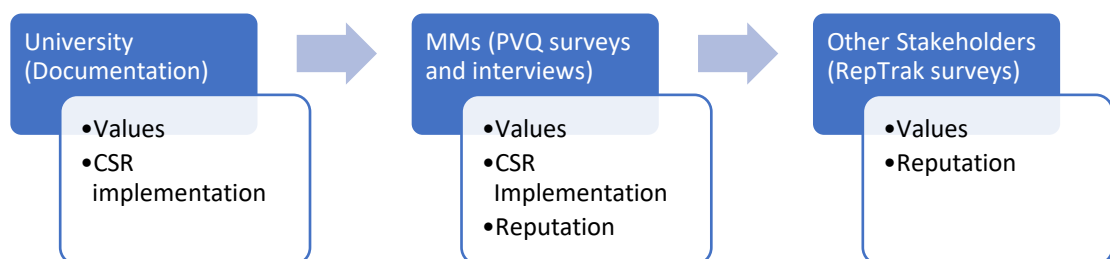 University
(Documentation)
•Values
•CSR
implementation
MMs (PVQ surveys
and interviews)
•Values
•CSR
Implementation
•Reputation
Other Stakeholders
(RepTrak surveys)
•Values
•Reputation